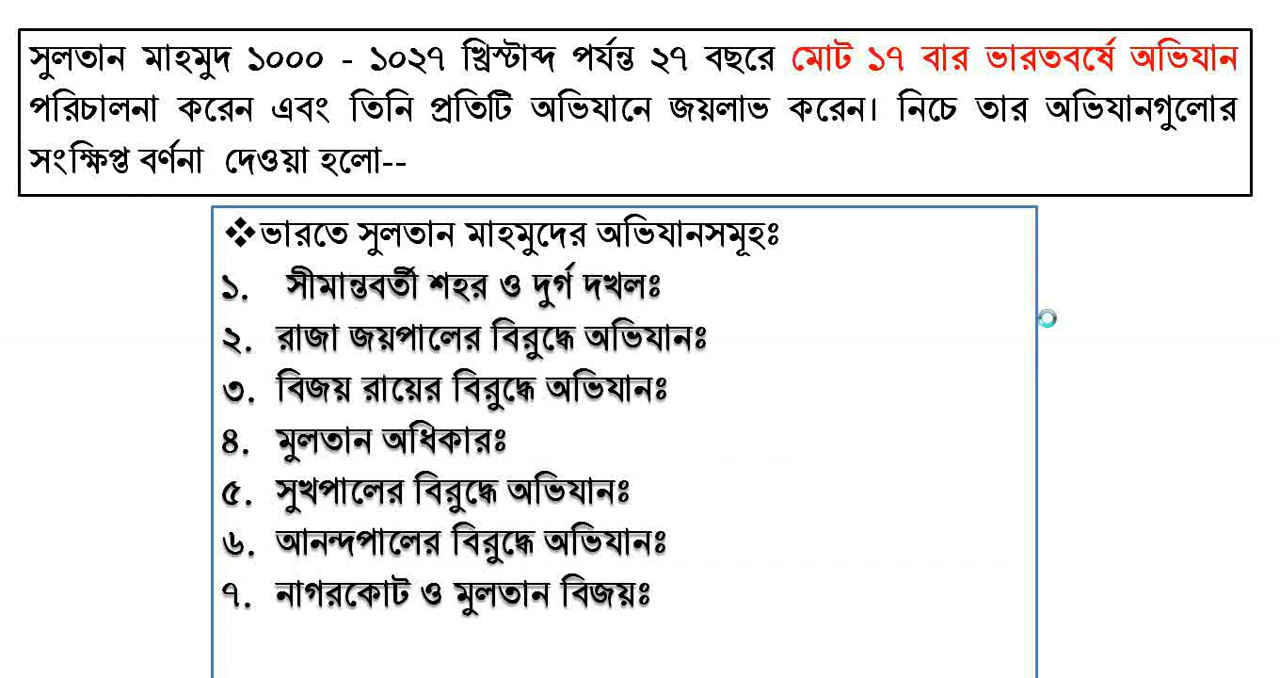 সুলতান মাহমুদ ১০০০ - ১০২৭ খ্রিস্টাব্দ পর্যন্ত ২৭ বছরে মোট ১৭ বার ভারতবর্ষে অভিযান
পরিচালনা করেন এবং তিনি প্রতিটি অভিযানে জয়লাভ করেন। নিচে তার অভিযানগুলোর
সংক্ষিপ্ত বর্ণনা দেওয়া হলো--
❖ভারতে সুলতান মাহমুদের অভিযানসমূহঃ
১. সীমান্তবর্তী শহর ও দুর্গ দখলঃ
২. রাজা জয়পালের বিরুদ্ধে অভিযানঃ
৩. বিজয় রায়ের বিরুদ্ধে অভিযানঃ
৪. মুলতান অধিকারঃ
৫. সুখপালের বিরুদ্ধে অভিযানঃ
৬. আনন্দপালের বিরুদ্ধে অভিযানঃ
৭. নাগরকোট ও মুলতান বিজয়ঃ